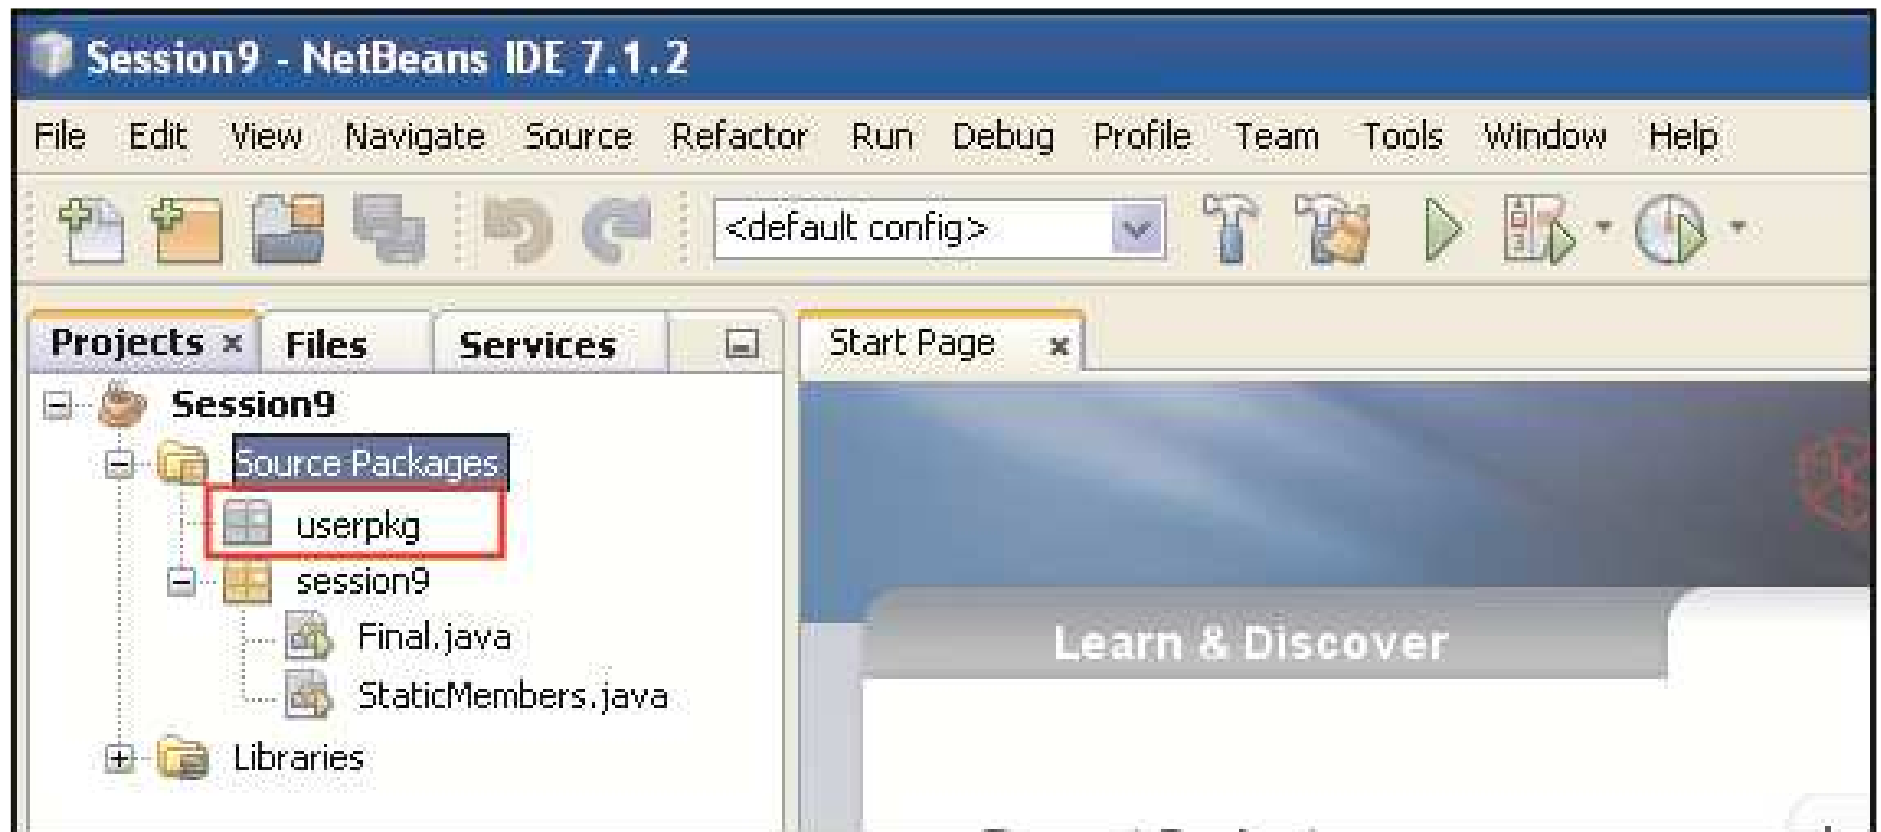 Session9 - NetBeans IDE 7.1.2
File Edit View Navigate Source Refactor Run Debug Profile Team Tools Window Help
<default config>
Projects x Files Services
Start Page x
Session9
Source Packages
userpkg
session9
Final.java
StaticMembers.java
Libraries
Learn & Discover